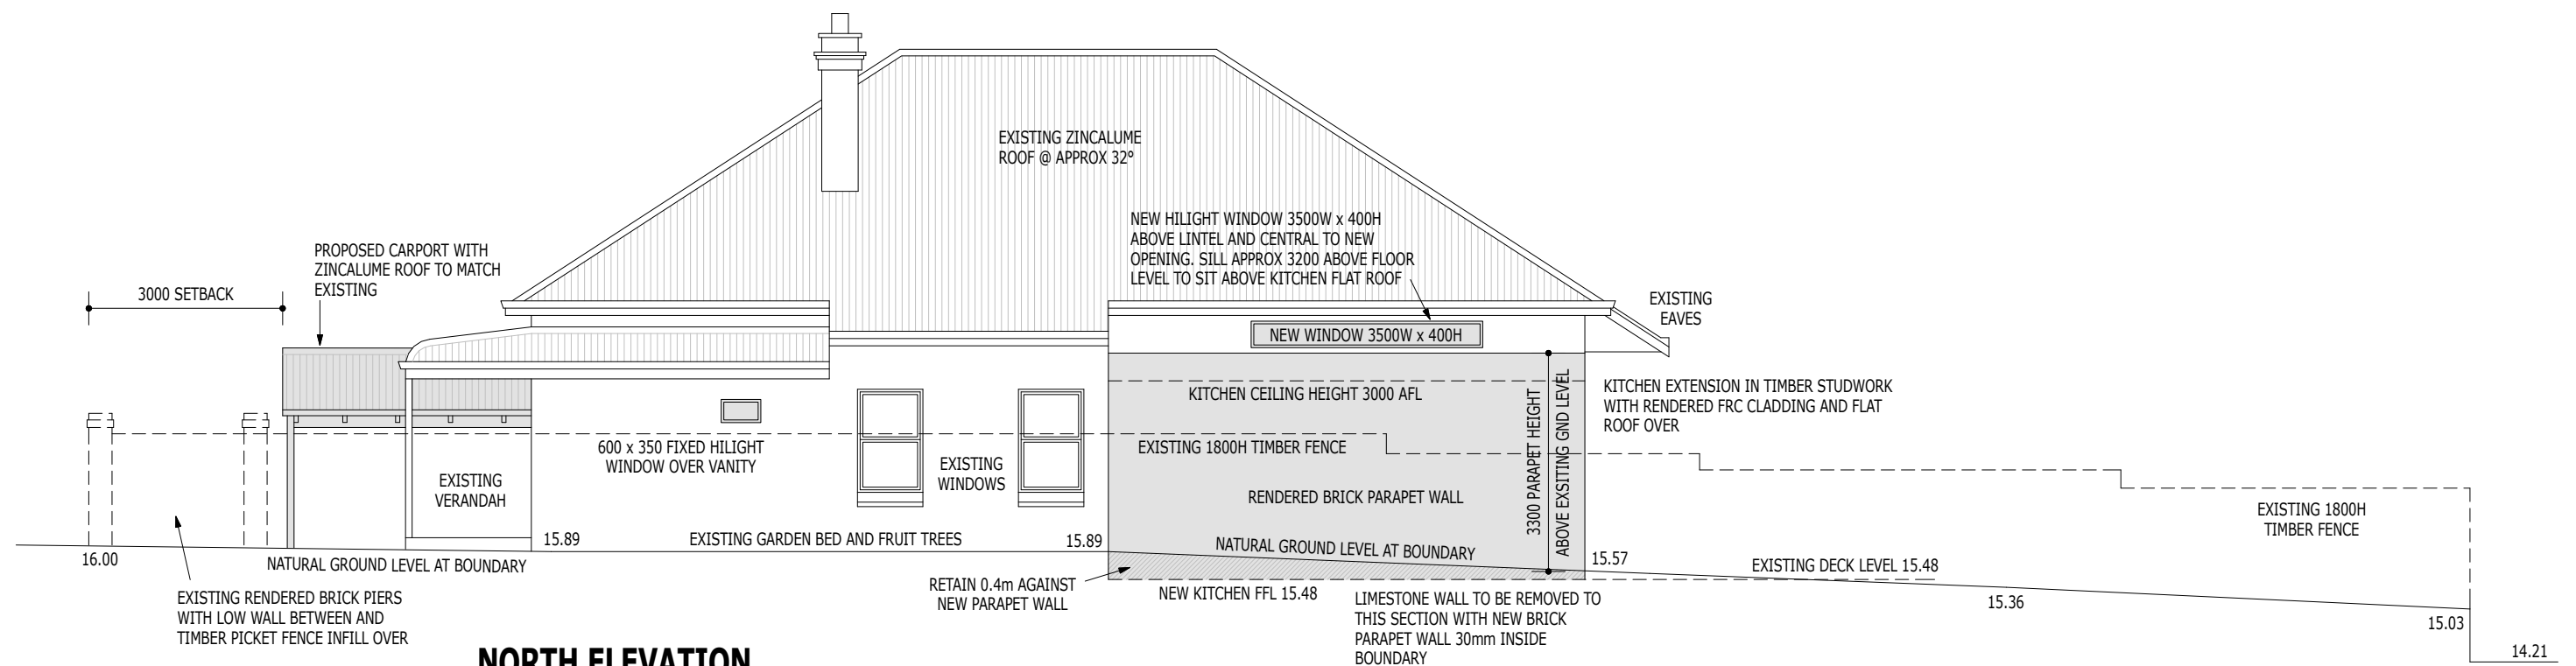 EXISTING ZINCALUME
ROOF @ APPROX 32º
NEW HILIGHT WINDOW 3500W x 400H
ABOVE LINTEL AND CENTRAL TO NEW
OPENING. SILL APPROX 3200 ABOVE FLOOR
LEVEL TO SIT ABOVE KITCHEN FLAT ROOF
PROPOSED CARPORT WITH
ZINCALUME ROOF TO MATCH
EXISTING
3000 SETBACK
EXISTING
EAVES
NEW WINDOW 3500W x 400H
KITCHEN CEILING HEIGHT 3000 AFL
KITCHEN EXTENSION IN TIMBER STUDWORK
WITH RENDERED FRC CLADDING AND FLAT
ROOF OVER
3300 PARAPET HEIGHT
ABOVE EXSITING GND LEVEL
600 x 350 FIXED HILIGHT
WINDOW OVER VANITY
EXISTING 1800H TIMBER FENCE
EXISTING
WINDOWS
EXISTING
VERANDAH
RENDERED BRICK PARAPET WALL
EXISTING 1800H
TIMBER FENCE
15.89
EXISTING GARDEN BED AND FRUIT TREES
15.89
NATURAL GROUND LEVEL AT BOUNDARY
15.57
EXISTING DECK LEVEL 15.48
16.00
NATURAL GROUND LEVEL AT BOUNDARY
RETAIN 0.4m AGAINST
NEW PARAPET WALL
NEW KITCHEN FFL 15.48
EXISTING RENDERED BRICK PIERS
WITH LOW WALL BETWEEN AND
TIMBER PICKET FENCE INFILL OVER
LIMESTONE WALL TO BE REMOVED TO
THIS SECTION WITH NEW BRICK
PARAPET WALL 30mm INSIDE
BOUNDARY
15.36
15.03
14.21
NORTH ELEVATION